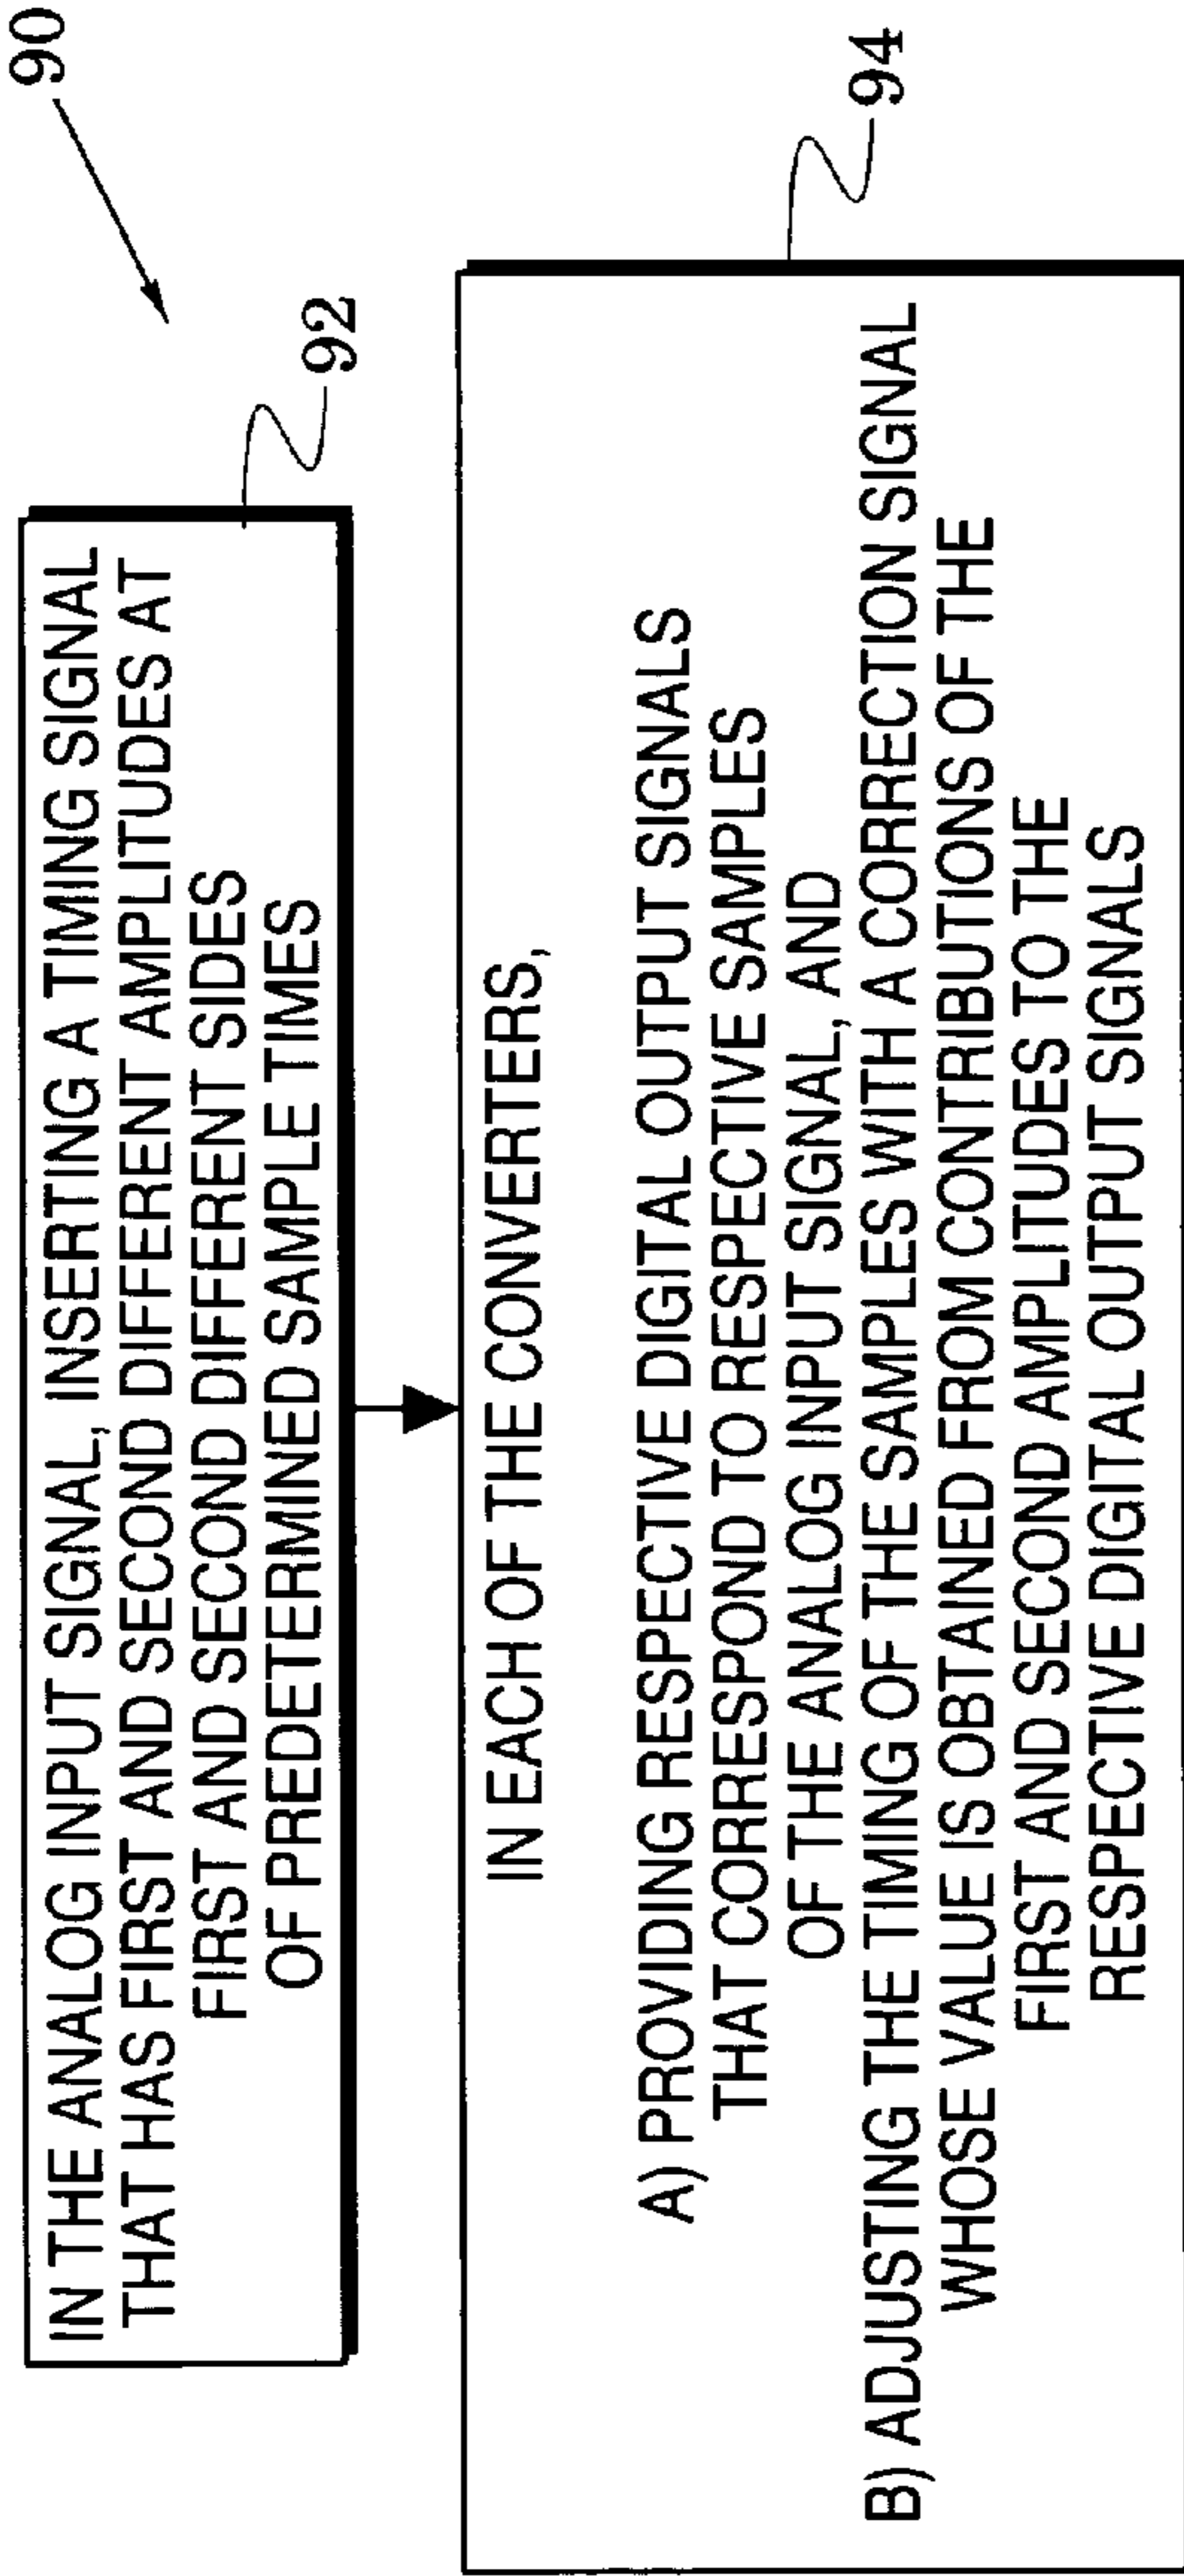 90
IN THE ANALOG INPUT SIGNAL, INSERTING A TIMING SIGNAL
THAT HAS FIRST AND SECOND DIFFERENT AMPLITUDES AT
FIRST AND SECOND DIFFERENT SIDES
OF PREDETERMINED SAMPLE TIMES
92
IN EACH OF THE CONVERTERS,
A) PROVIDING RESPECTIVE DIGITAL OUTPUT SIGNALS
THAT CORRESPOND TO RESPECTIVE SAMPLES
OF THE ANALOG INPUT SIGNAL, AND
B) ADJUSTING THE TIMING OF THE SAMPLES WITH A CORRECTION SIGNAL
WHOSE VALUE IS OBTAINED FROM CONTRIBUTIONS OF THE
FIRST AND SECOND AMPLITUDES TO THE
RESPECTIVE DIGITAL OUTPUT SIGNALS
94